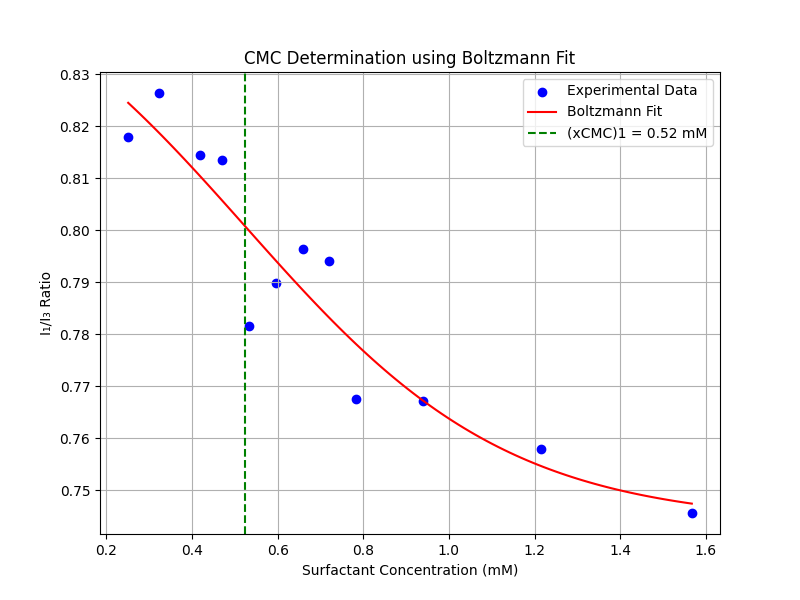 CMC Determination using Boltzmann Fit
Experimental Data
Boltzmann Fit
(xCMC)1 = 0.52 mM
I₁/I₃ Ratio
0.83
0.82
0.81
0.80
0.79
0.78
0.77
0.76
0.75
0.2 0.4 0.6 0.8 1.0 1.2 1.4 1.6
Surfactant Concentration (mM)